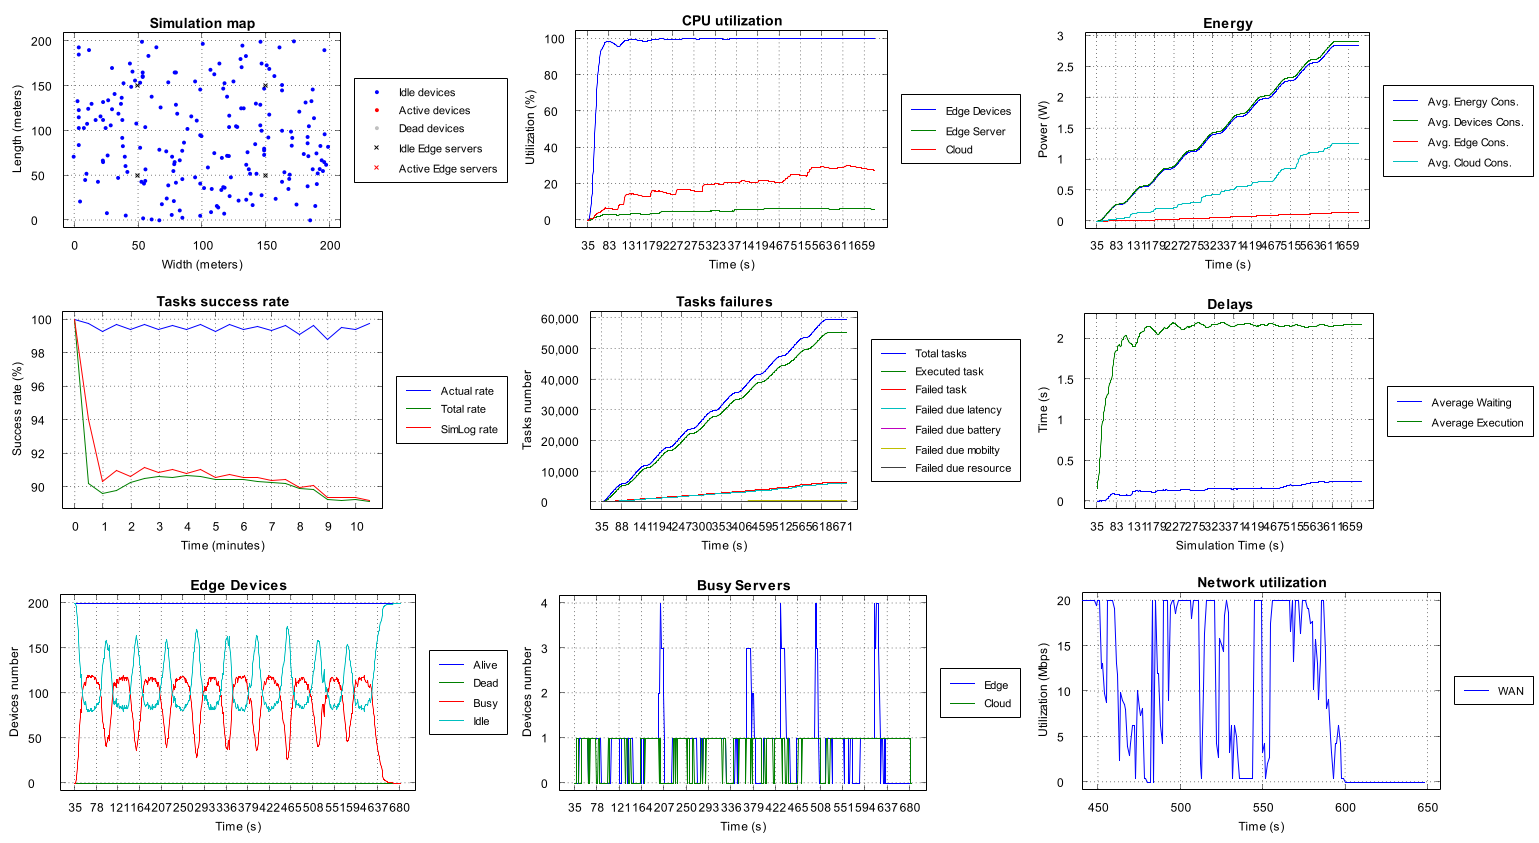 Simulation map
Length (meters)
200
150
100
50
0
0 50 100 150 200
Width (meters)
Idle devices
Active devices
Dead devices
Idle Edge servers
Active Edge servers
CPU utilization
Utilization (%)
100
80
60
40
20
0
Time (s)
Edge Devices
Edge Server
Cloud
Energy
Power (W)
3
2.5
2
1.5
1
0.5
0
Time (s)
Avg. Energy Cons.
Avg. Devices Cons.
Avg. Edge Cons.
Avg. Cloud Cons.
Tasks success rate
Success rate (%)
100
98
96
94
92
90
0 1 2 3 4 5 6 7 8 9 10
Time (minutes)
Actual rate
Total rate
SimLog rate
Tasks failures
Tasks number
60,000
50,000
40,000
30,000
20,000
10,000
0
Time (s)
Total tasks
Executed task
Failed task
Failed due latency
Failed due battery
Failed due mobilty
Failed due resource
Delays
Time (s)
2
1.5
1
0.5
0
Simulation Time (s)
Average Waiting
Average Execution
Edge Devices
Devices number
200
150
100
50
0
Time (s)
Alive
Dead
Busy
Idle
Busy Servers
Devices number
4
3
2
1
0
Time (s)
Edge
Cloud
Network utilization
Utilization (Mbps)
20
15
10
5
0
450 500 550 600 650
Time (s)
WAN